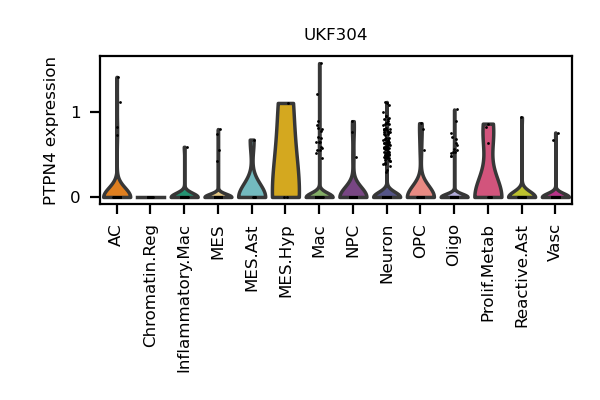 UKF304
PTPN4 expression
1
0
AC
Chromatin.Reg
Inflammatory.Mac
MES
MES.Ast
MES.Hyp
Mac
NPC
Neuron
OPC
Oligo
Prolif.Metab
Reactive.Ast
Vasc